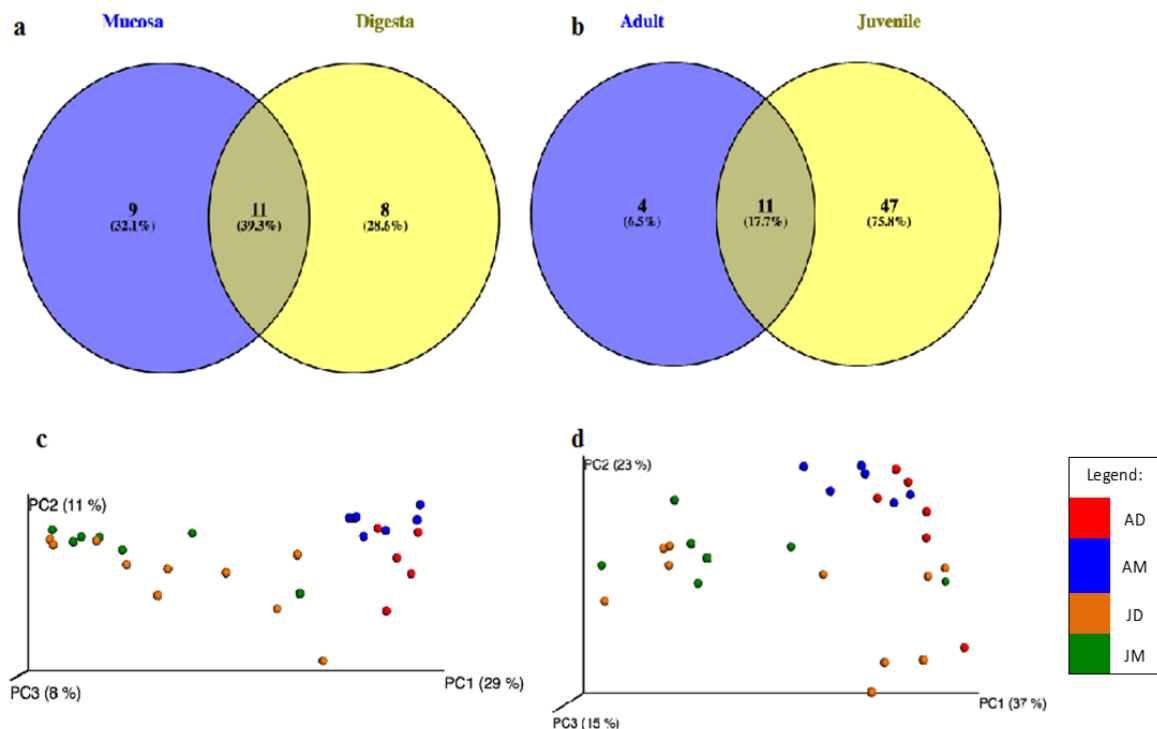 a
Mucosa
Digesta
9
(32.1%)
11
(39.3%)
8
(28.6%)
b
Adult
Juvenile
4
(6.5%)
11
(17.7%)
47
(75.8%)
c
PC2 (11 %)
PC3 (8 %)
PC1 (29 %)
d
PC2 (23 %)
PC3 (15 %)
PC1 (37 %)
Legend:
AD
AM
JD
JM